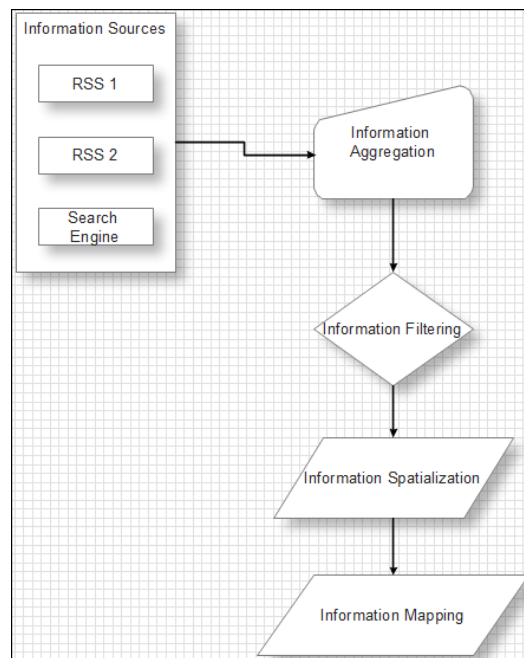 Information Sources
RSS 1
RSS 2
Search
Engine
Information
Aggregation
Information Filtering
Information Spatialization
Information Mapping